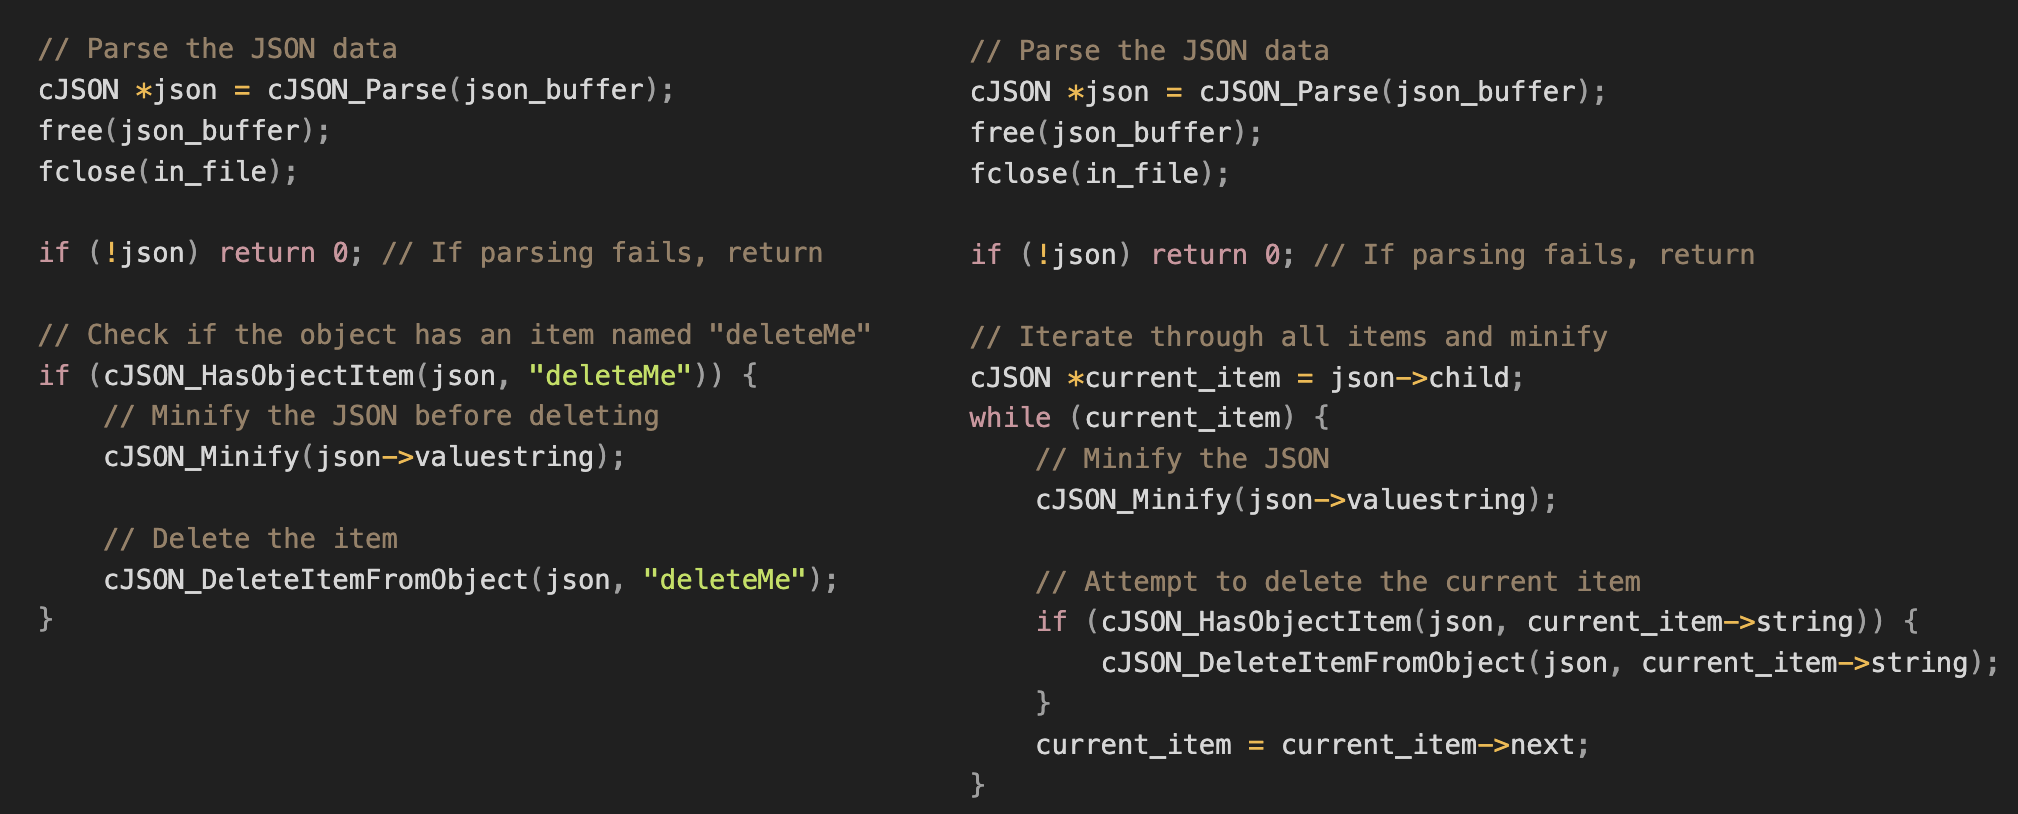 // Parse the JSON data
cJSON *json = cJSON_Parse(json_buffer);
free(json_buffer);
fclose(in_file);
if (!json) return 0; // If parsing fails, return
// Check if the object has an item named "deleteMe"
if (cJSON_HasObjectItem(json, "deleteMe")) {
    // Minify the JSON before deleting
    cJSON_Minify(json->valuestring);
    // Delete the item
    cJSON_DeleteItemFromObject(json, "deleteMe");
}
// Parse the JSON data
cJSON *json = cJSON_Parse(json_buffer);
free(json_buffer);
fclose(in_file);
if (!json) return 0; // If parsing fails, return
// Iterate through all items and minify
cJSON *current_item = json->child;
while (current_item) {
    // Minify the JSON
    cJSON_Minify(json->valuestring);
    // Attempt to delete the current item
    if (cJSON_HasObjectItem(json, current_item->string)) {
        cJSON_DeleteItemFromObject(json, current_item->string);
    }
    current_item = current_item->next;
}